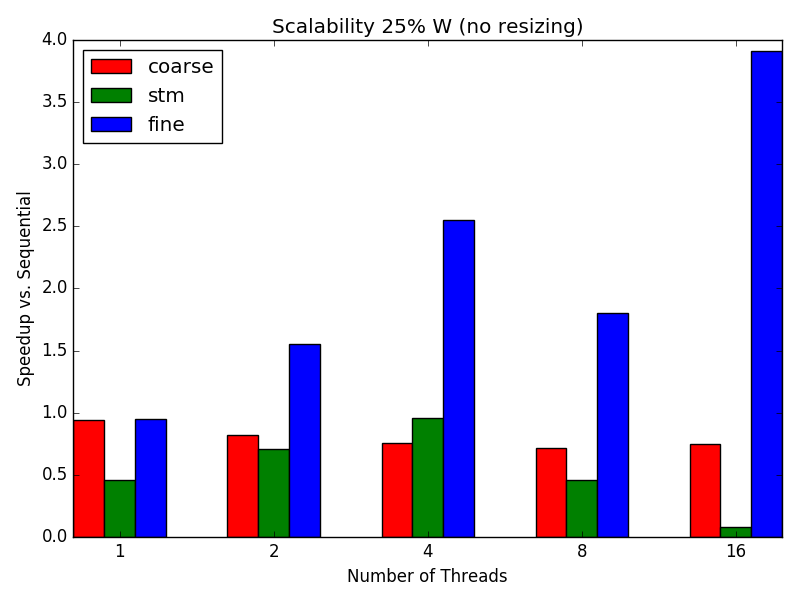 Scalability 25% W (no resizing)
coarse
stm
fine
Speedup vs. Sequential
4.0
3.5
3.0
2.5
2.0
1.5
1.0
0.5
0.0
1 2 4 8 16
Number of Threads